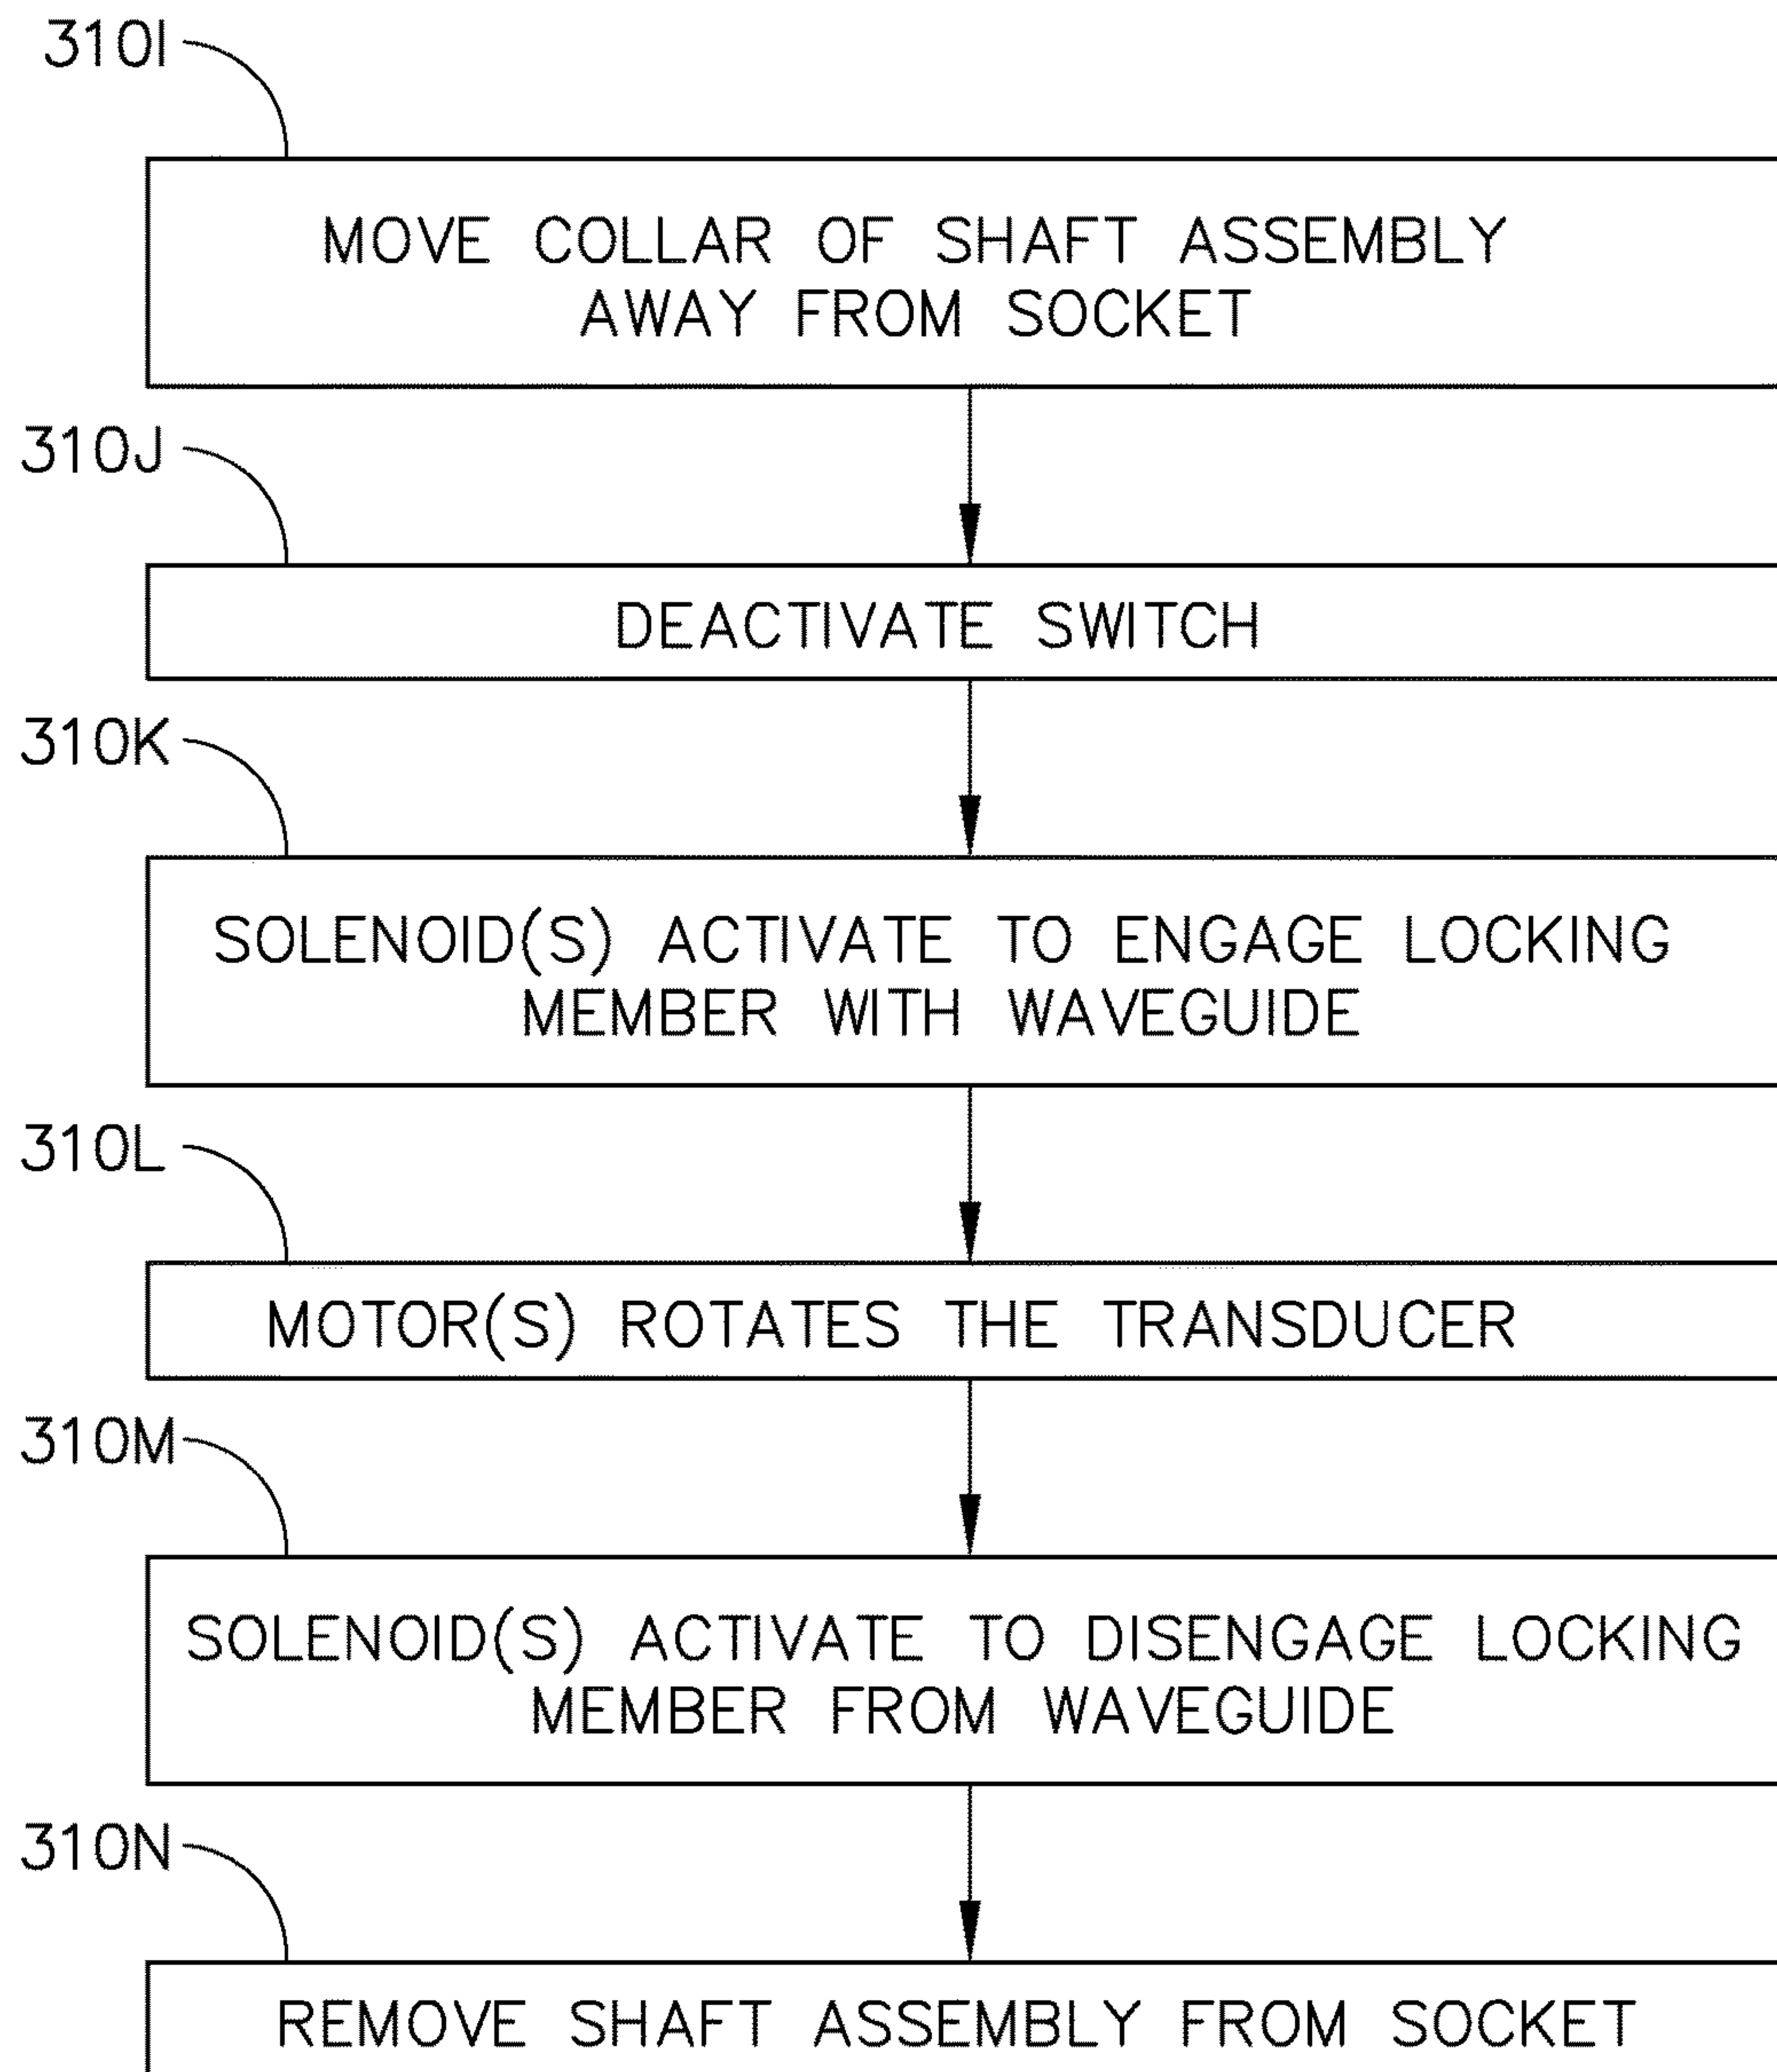 310I
MOVE COLLAR OF SHAFT ASSEMBLY
AWAY FROM SOCKET
310J
DEACTIVATE SWITCH
310K
SOLENOID(S) ACTIVATE TO ENGAGE LOCKING
MEMBER WITH WAVEGUIDE
310L
MOTOR(S) ROTATES THE TRANSDUCER
310M
SOLENOID(S) ACTIVATE TO DISENGAGE LOCKING
MEMBER FROM WAVEGUIDE
310N
REMOVE SHAFT ASSEMBLY FROM SOCKET